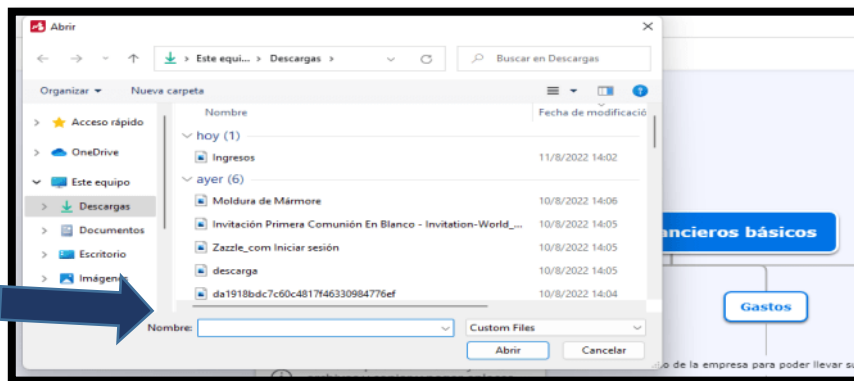 Abrir
Este equi... > Descargas >
Buscar en Descargas
Organizar
Nueva carpeta
Nombre
Fecha de modificació
Acceso rápido
hoy (1)
OneDrive
Ingresos
11/8/2022 14:02
Este equipo
ayer (6)
Descargas
Moldura de Mármore
10/8/2022 14:06
Documentos
Invitación Primera Comunión En Blanco - Invitation-World_...
10/8/2022 14:05
ncieros básicos
Escritorio
Zazzle_com Iniciar sesión
10/8/2022 14:05
Imágenes
descarga
10/8/2022 14:05
da1918bdc7c60c4817f46330984776ef
10/8/2022 14:04
Gastos
Nombre:
Custom Files
Abrir
Cancelar
o de la empresa para poder llevar su